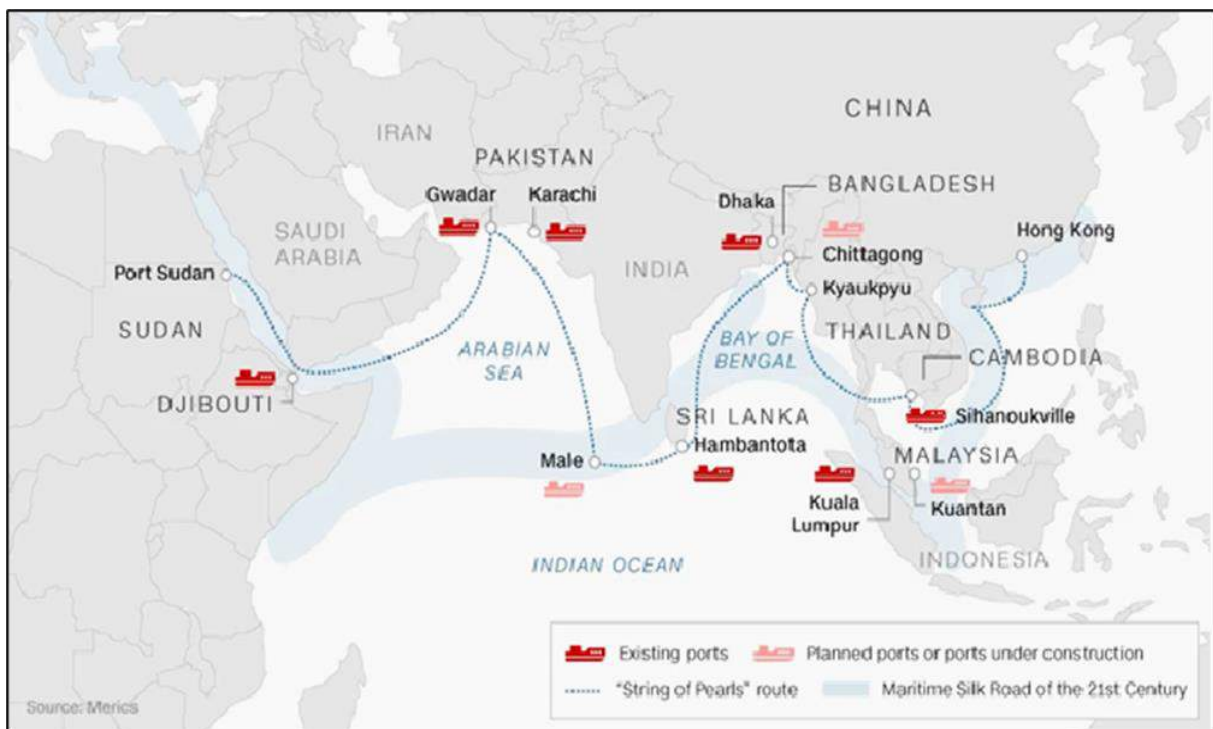 CHINA
IRAN
PAKISTAN
BANGLADESH
Gwadar
Karachi
Dhaka
SAUDI
ARABIA
Hong Kong
Port Sudan
INDIA
Chittagong
Kyaukpyu
SUDAN
THAILAND
ARABIAN
SEA
BAY OF
BENGAL
CAMBODIA
DJIBOUTI
SRI LANKA
Sihanoukville
Male
Hambantota
MALAYSIA
Kuala
Lumpur
Kuantan
INDONESIA
INDIAN OCEAN
Existing ports
Planned ports or ports under construction
"String of Pearls" route
Maritime Silk Road of the 21st Century
Source: Merics